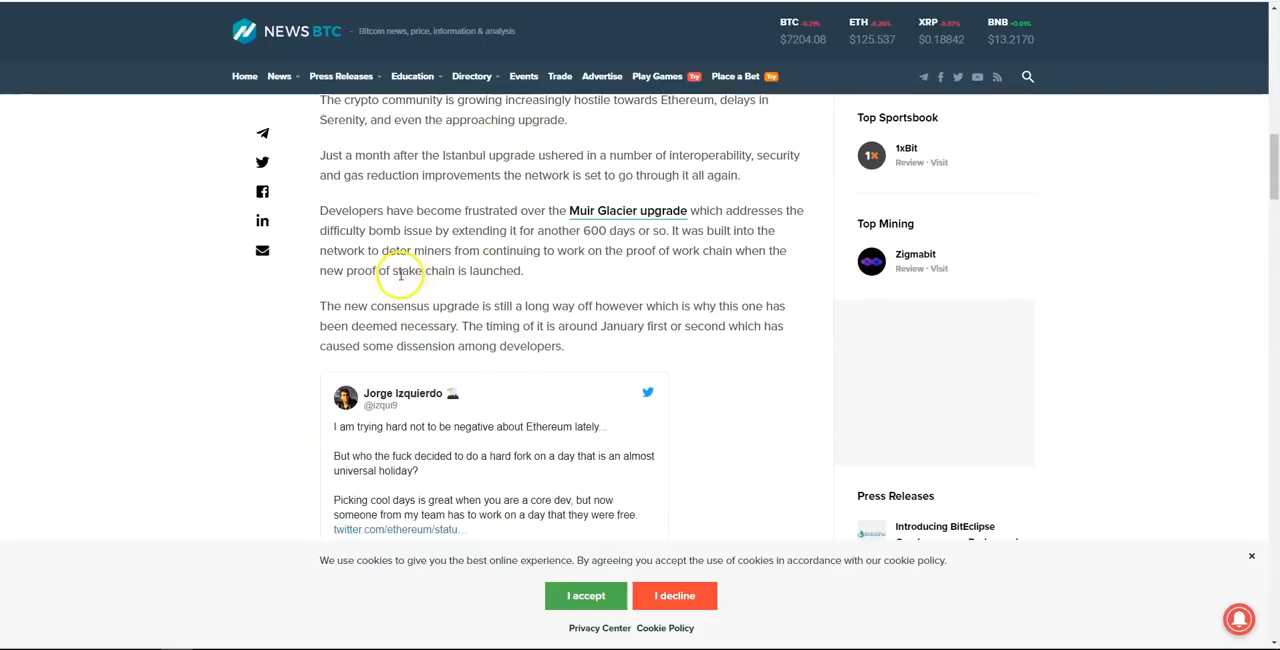 NEWSBTC - Bitcoin news, price, information & analysis
BTC -0.21% ETH -0.26% XRP -0.37% BNB +0.01%
$7204.08 $125.537 $0.18842 $13.2170
Home News Press Releases Education Directory Events Trade Advertise Play Games Try Place a Bet Try
The crypto community is growing increasingly hostile towards Ethereum, delays in
Serenity, and even the approaching upgrade.
Just a month after the Istanbul upgrade ushered in a number of interoperability, security
and gas reduction improvements the network is set to go through it all again.
Developers have become frustrated over the Muir Glacier upgrade which addresses the
difficulty bomb issue by extending it for another 600 days or so. It was built into the
network to deter miners from continuing to work on the proof of work chain when the
new proof of stake chain is launched.
The new consensus upgrade is still a long way off however which is why this one has
been deemed necessary. The timing of it is around January first or second which has
caused some dissension among developers.
Jorge Izquierdo
@izqui9
I am trying hard not to be negative about Ethereum lately...
But who the fuck decided to do a hard fork on a day that is an almost
universal holiday?
Picking cool days is great when you are a core dev, but now
someone from my team has to work on a day that they were free.
twitter.com/ethereum/statu...
Top Sportsbook
1x
1xBit
Review - Visit
Top Mining
Zigmabit
Review - Visit
Press Releases
Introducing BitEclipse
We use cookies to give you the best online experience. By agreeing you accept the use of cookies in accordance with our cookie policy.
I accept I decline
Privacy Center Cookie Policy